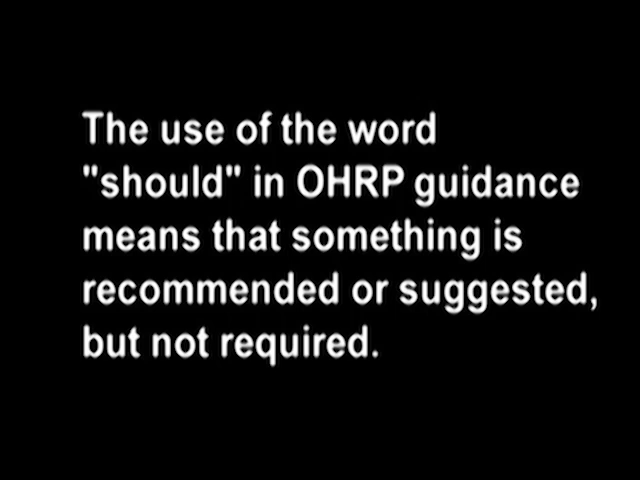 The use of the word
"should" in OHRP guidance
means that something is
recommended or suggested,
but not required.